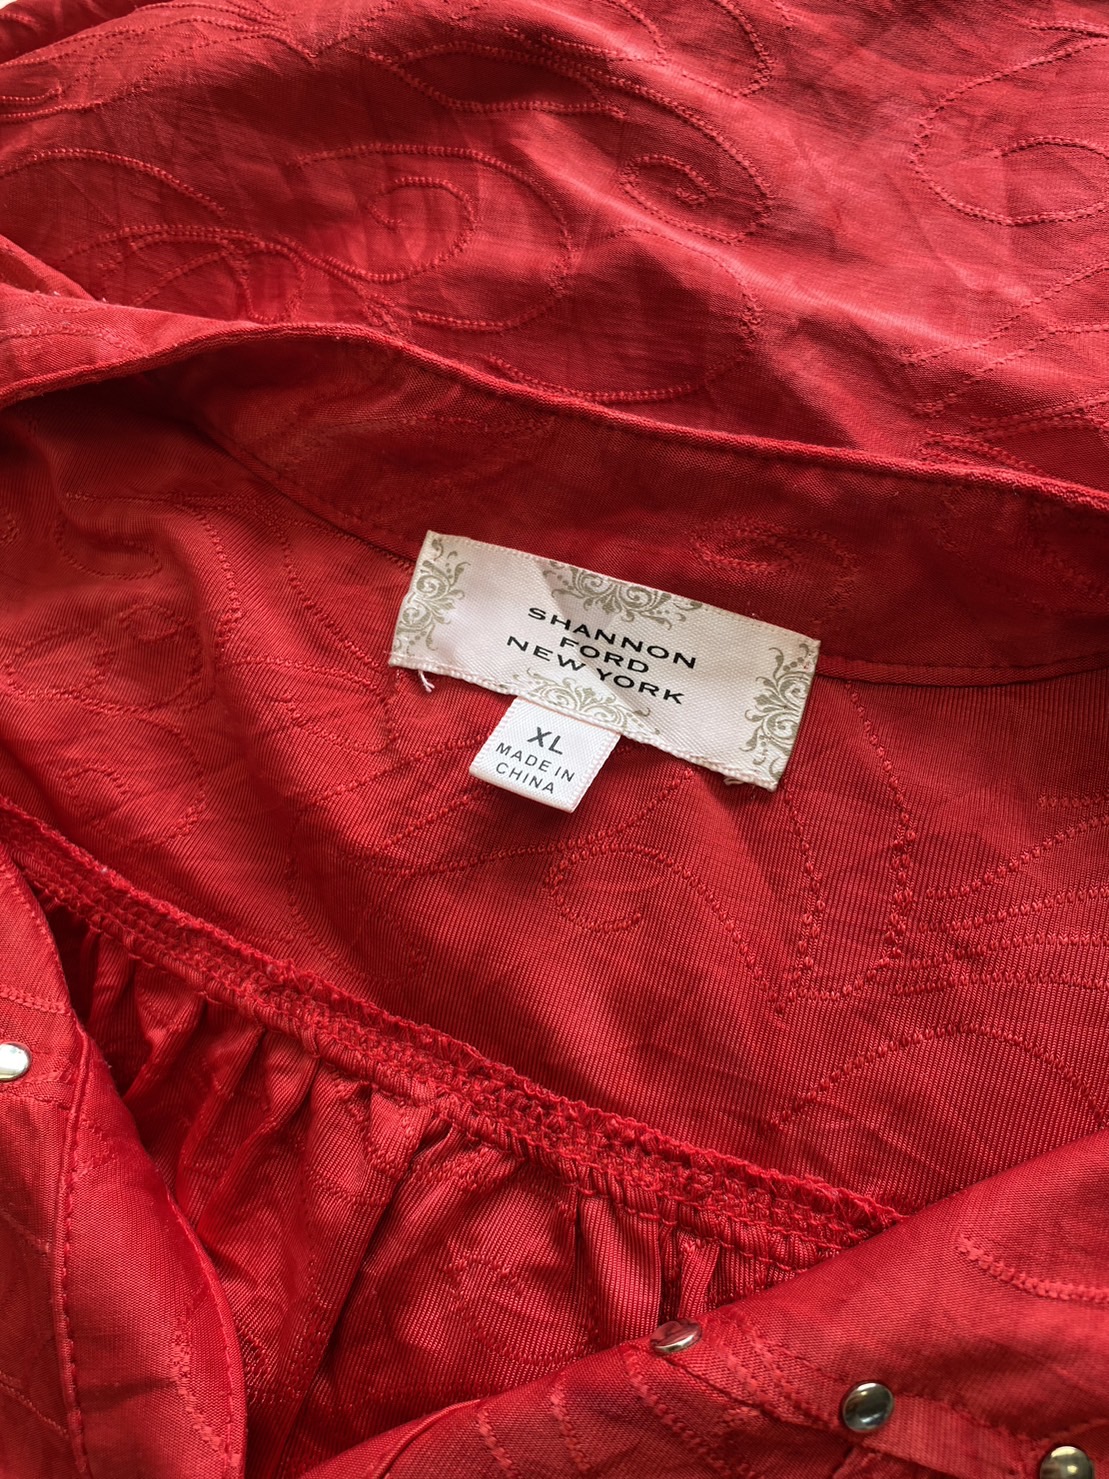 SHANNON
FORD
NEW YORK
XL
MADE IN
CHINA